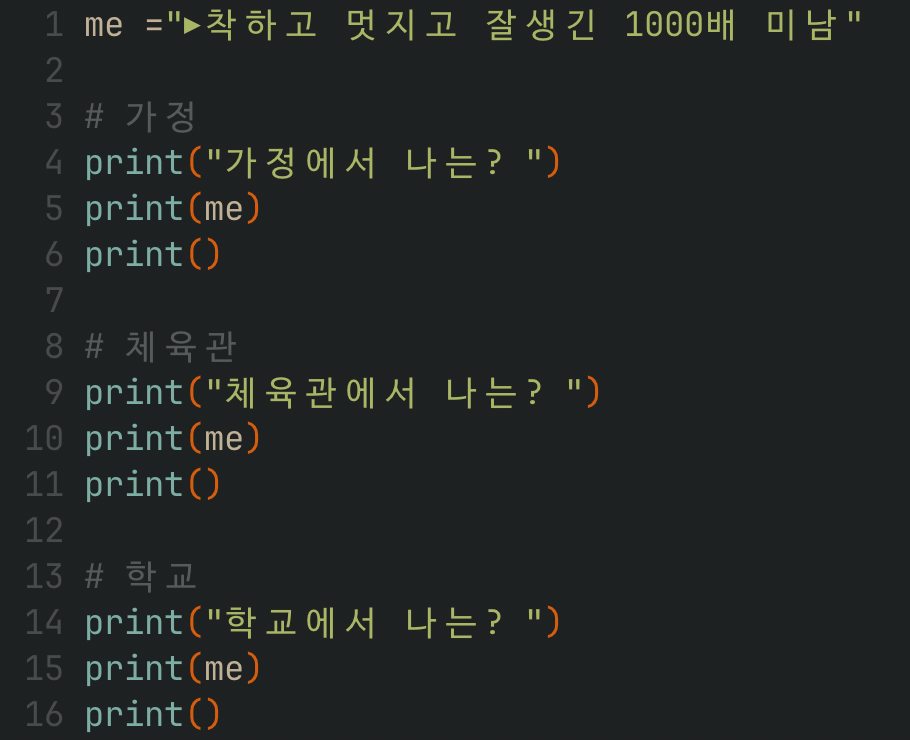 1 me ="▶착하고 멋지고 잘생긴 1000배 미남"
2
3 # 가정
4 print("가정에서 나는? ")
5 print(me)
6 print()
7
8 # 체육관
9 print("체육관에서 나는? ")
10 print(me)
11 print()
12
13 # 학교
14 print("학교에서 나는? ")
15 print(me)
16 print()